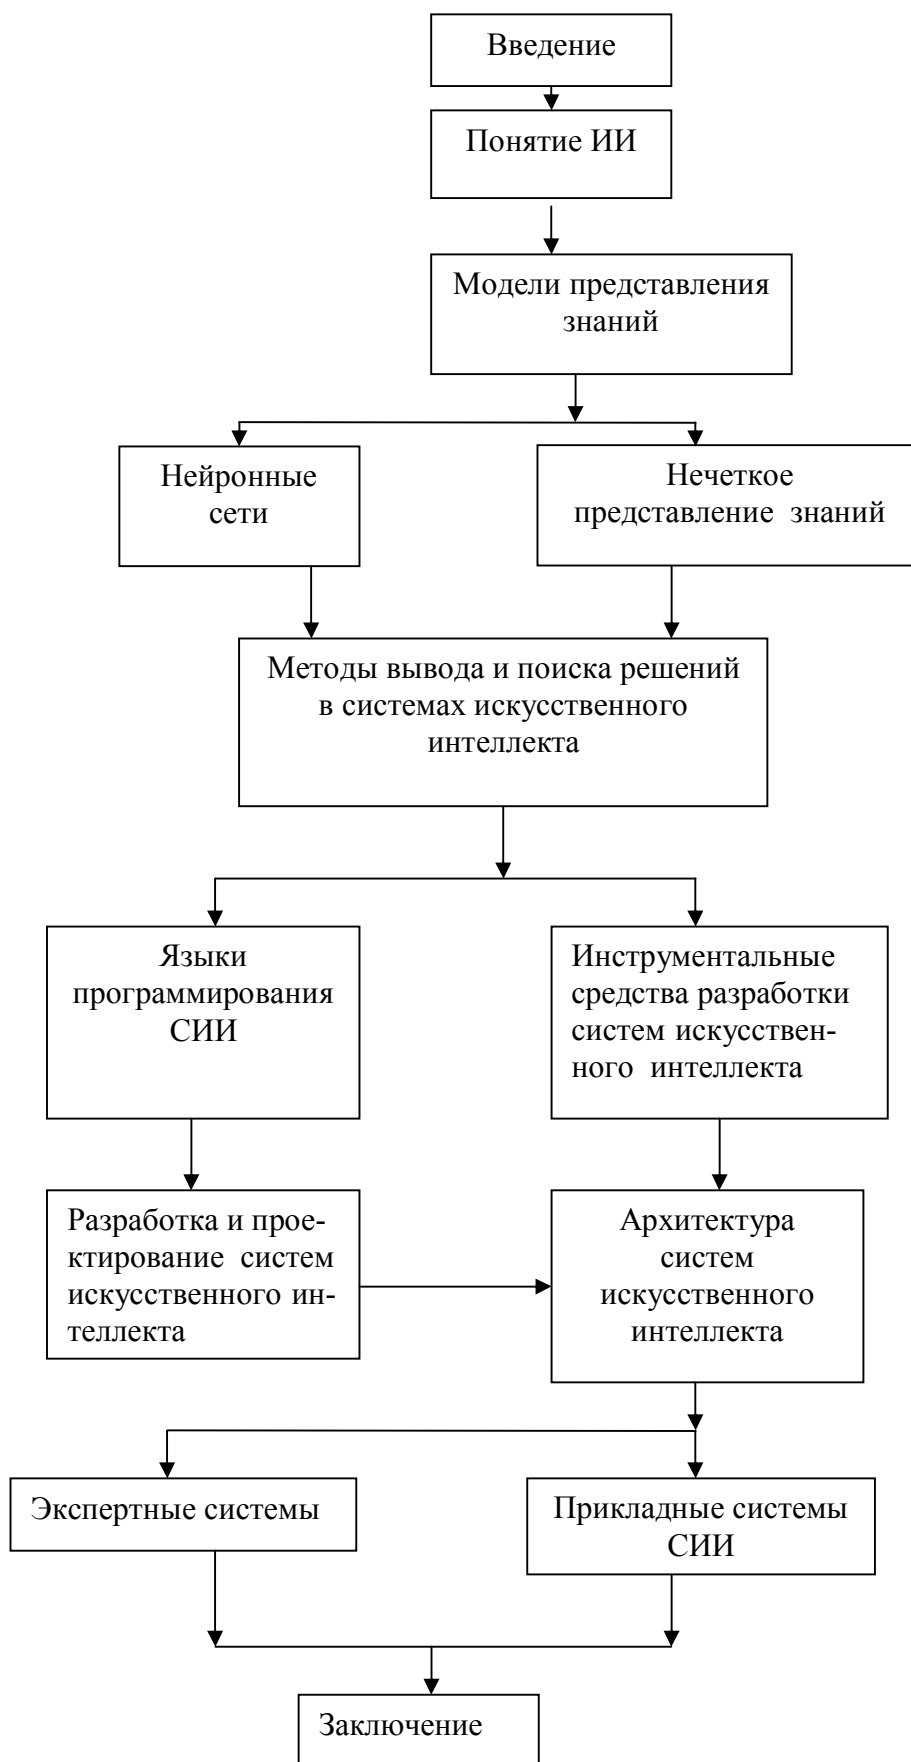 Введение
Понятие ИИ
Модели представления
знаний
Нейронные
сети
Нечеткое
представление знаний
Методы вывода и поиска решений
в системах искусственного
интеллекта
Языки
программирования
СИИ
Инструментальные
средства разработки
систем искусствен-
ного интеллекта
Разработка и прое-
ктирование систем
искусственного ин-
теллекта
Архитектура
систем
искусственного
интеллекта
Экспертные системы
Прикладные системы
СИИ
Заключение